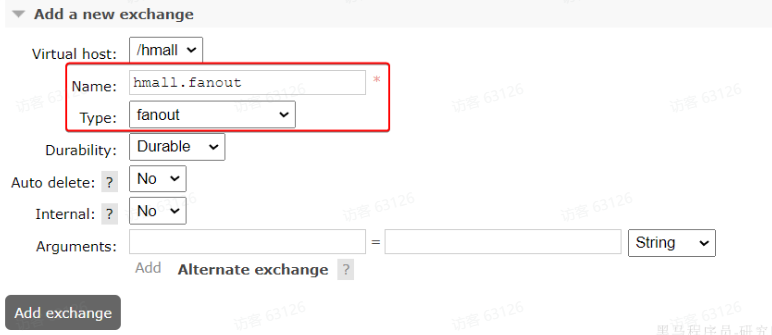 Add a new exchange
Virtual host: /hmall
Name: hmall.fanout *
Type: fanout
Durability: Durable
Auto delete: ? No
Internal: ? No
Arguments: = String
Add Alternate exchange ?
Add exchange
访客 63126
访客 63126
访客 63126
访客 63126
访客 63126
访客 63126
访客 63126
访客 63126
黑马程序员-研究